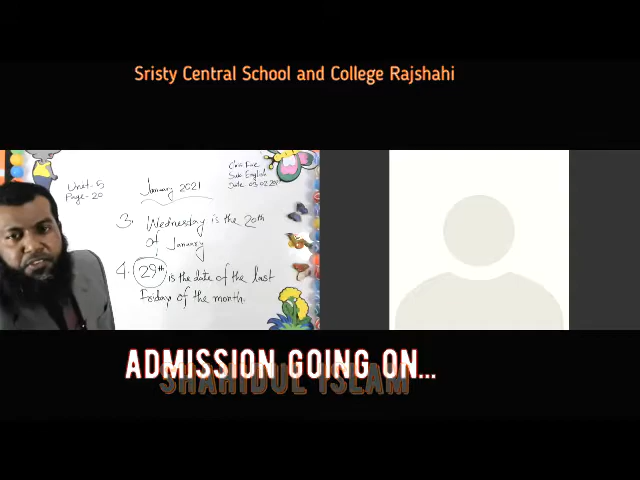 Sristy Central School and College Rajshahi
Unit-5
Page-20
January 2021
Class Five
Sub: English
3. Wednesday is the 20th
of January
4. 29th is the date of the last
Friday of the month.
ADMISSION GOING ON...
SHAHIDUL ISLAM